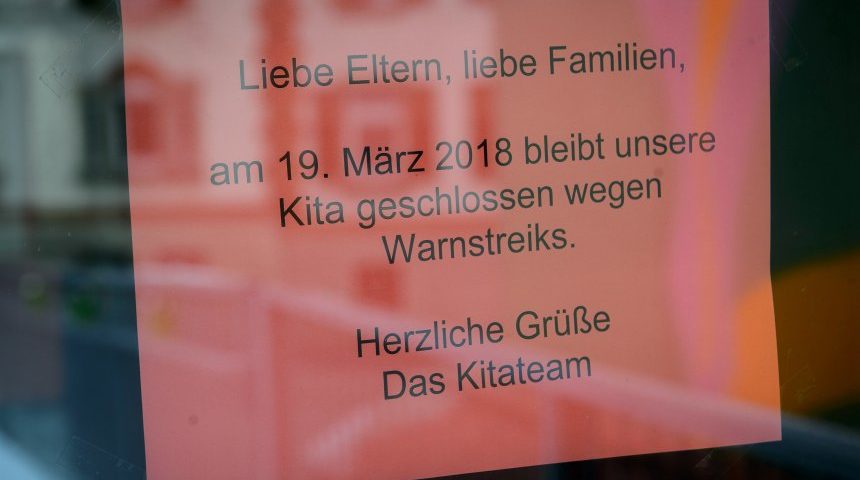 Liebe Eltern, liebe Familien,
am 19. März 2018 bleibt unsere
Kita geschlossen wegen
Warnstreiks.
Herzliche Grüße
Das Kitateam